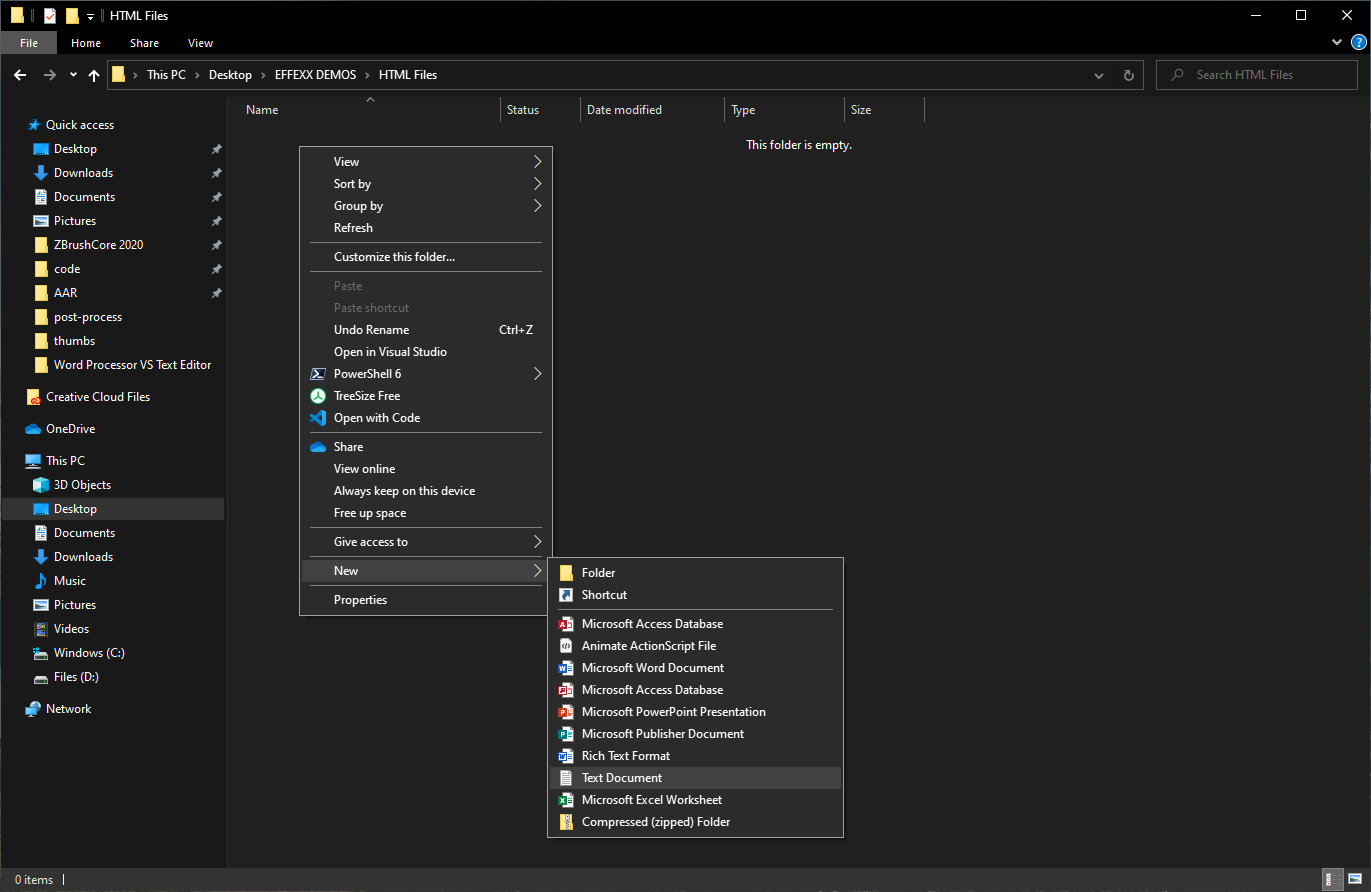 HTML Files
File Home Share View
This PC Desktop EFFEXX DEMOS HTML Files
Search HTML Files
Name Status Date modified Type Size
This folder is empty.
Quick access
Desktop
Downloads
Documents
Pictures
ZBrushCore 2020
code
AAR
post-process
thumbs
Word Processor VS Text Editor
Creative Cloud Files
OneDrive
This PC
3D Objects
Desktop
Documents
Downloads
Music
Pictures
Videos
Windows (C:)
Files (D:)
Network
View
Sort by
Group by
Refresh
Customize this folder...
Paste
Paste shortcut
Undo Rename Ctrl+Z
Open in Visual Studio
PowerShell 6
TreeSize Free
Open with Code
Share
View online
Always keep on this device
Free up space
Give access to
New
Properties
Folder
Shortcut
Microsoft Access Database
Animate ActionScript File
Microsoft Word Document
Microsoft Access Database
Microsoft PowerPoint Presentation
Microsoft Publisher Document
Rich Text Format
Text Document
Microsoft Excel Worksheet
Compressed (zipped) Folder
0 items